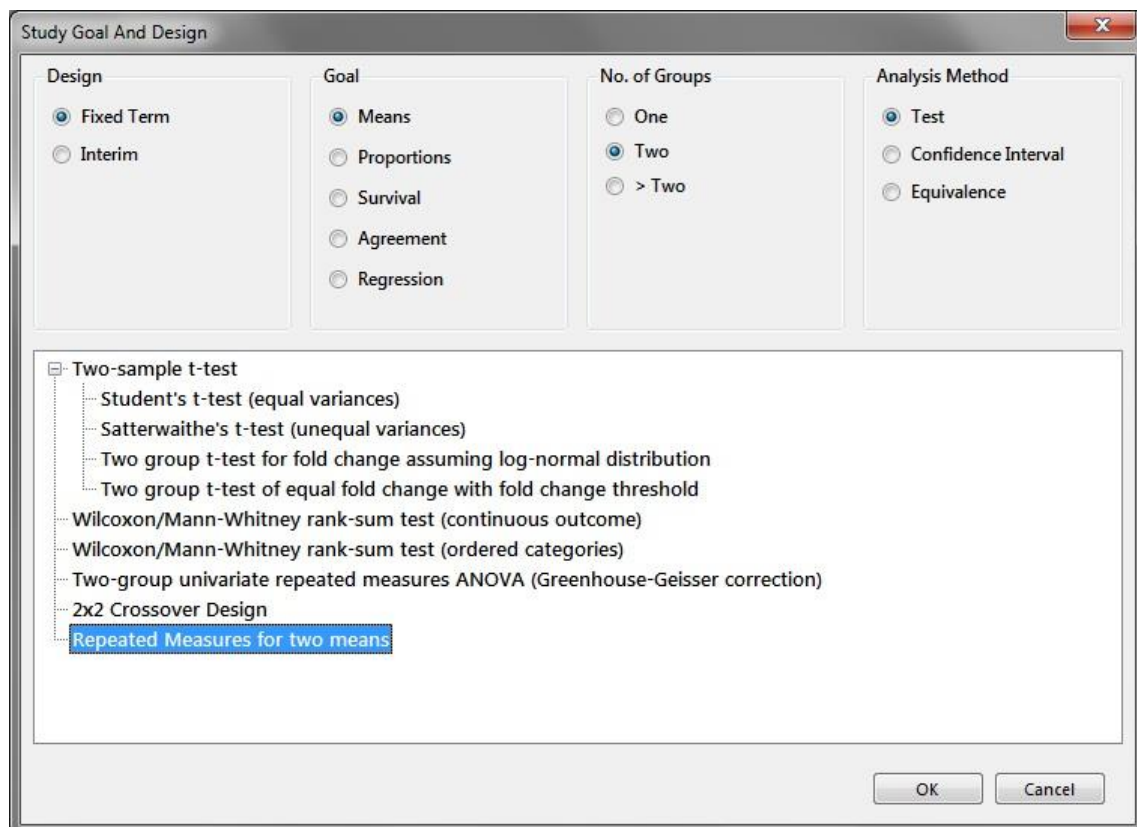 Study Goal And Design
Design
Fixed Term
Interim
Goal
Means
Proportions
Survival
Agreement
Regression
No. of Groups
One
Two
> Two
Analysis Method
Test
Confidence Interval
Equivalence
Two-sample t-test
Student's t-test (equal variances)
Satterwaithe's t-test (unequal variances)
Two group t-test for fold change assuming log-normal distribution
Two group t-test of equal fold change with fold change threshold
Wilcoxon/Mann-Whitney rank-sum test (continuous outcome)
Wilcoxon/Mann-Whitney rank-sum test (ordered categories)
Two-group univariate repeated measures ANOVA (Greenhouse-Geisser correction)
2x2 Crossover Design
Repeated Measures for two means
OK
Cancel